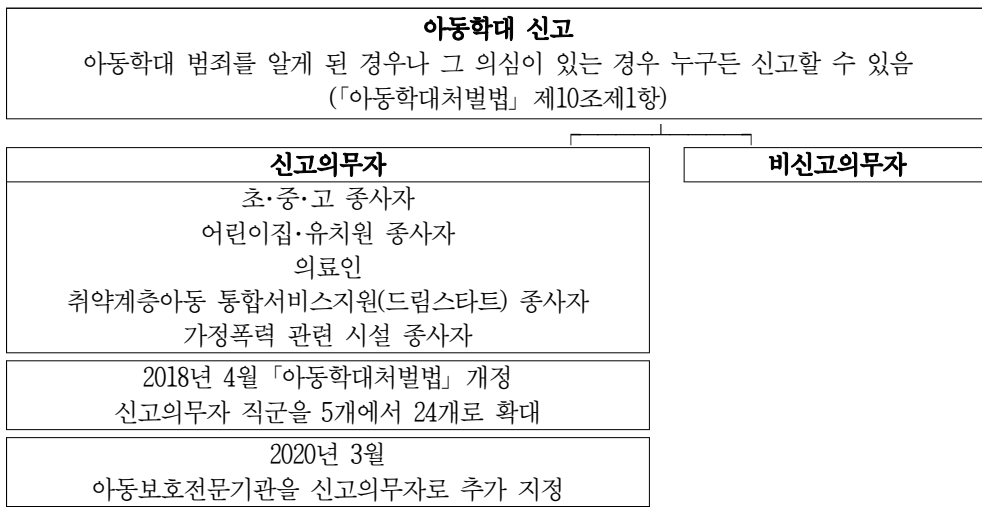 아동학대 신고
아동학대 범죄를 알게 된 경우나 그 의심이 있는 경우 누구든 신고할 수 있음
(「아동학대처벌법」 제10조제1항)
신고의무자
초·중·고 종사자
어린이집·유치원 종사자
의료인
취약계층아동 통합서비스지원(드림스타트) 종사자
가정폭력 관련 시설 종사자
2018년 4월「아동학대처벌법」개정
신고의무자 직군을 5개에서 24개로 확대
2020년 3월
아동보호전문기관을 신고의무자로 추가 지정
비신고의무자